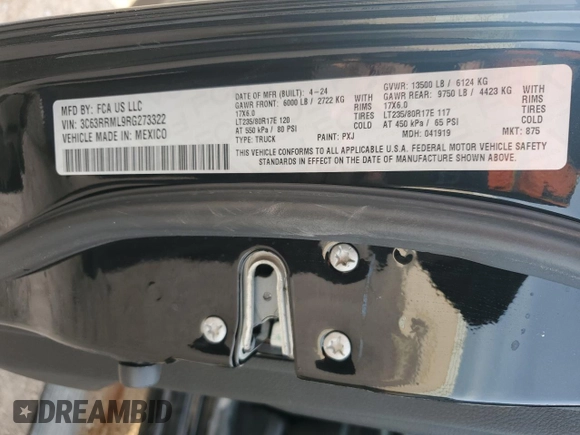 MFD BY: FCA US LLC
VIN: 3C63RRML9RG273322
VEHICLE MADE IN: MEXICO
DATE OF MFR (BUILT): 4-24
GAWR FRONT: 6000 LB / 2722 KG WITH
17X6.0 RIMS
LT235/80R17E 120 TIRES
AT 550 kPa / 80 PSI
GVWR: 13500 LB / 6124 KG
GAWR REAR: 9750 LB / 4423 KG WITH
17X6.0 RIMS
LT235/80R17E 117 TIRES
AT 450 kPa / 65 PSI
TYPE: TRUCK PAINT: PXJ MDH: 041919 MKT: 875
THIS VEHICLE CONFORMS TO ALL APPLICABLE U.S.A. FEDERAL MOTOR VEHICLE SAFETY
STANDARDS IN EFFECT ON THE DATE OF MANUFACTURE SHOWN ABOVE.
DREAMBID